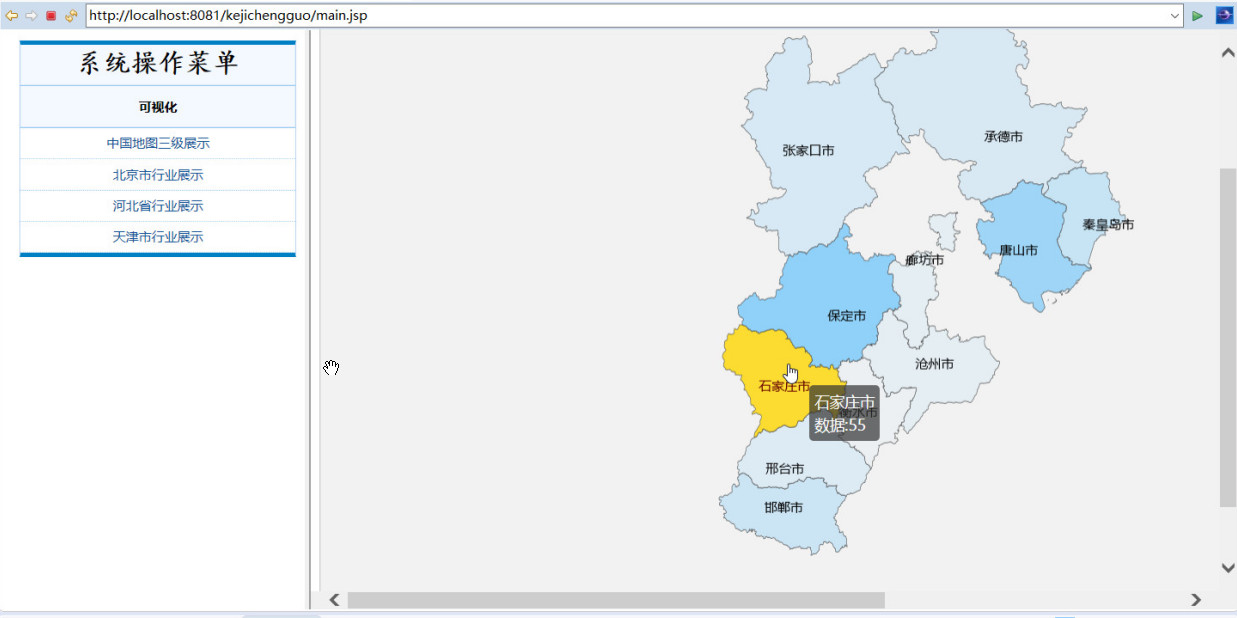 http://localhost:8081/kejichengguo/main.jsp
系统操作菜单
可视化
中国地图三级展示
北京市行业展示
河北省行业展示
天津市行业展示
张家口市
承德市
秦皇岛市
唐山市
廊坊市
保定市
沧州市
石家庄市
石家庄市
数据:55
衡水市
邢台市
邯郸市